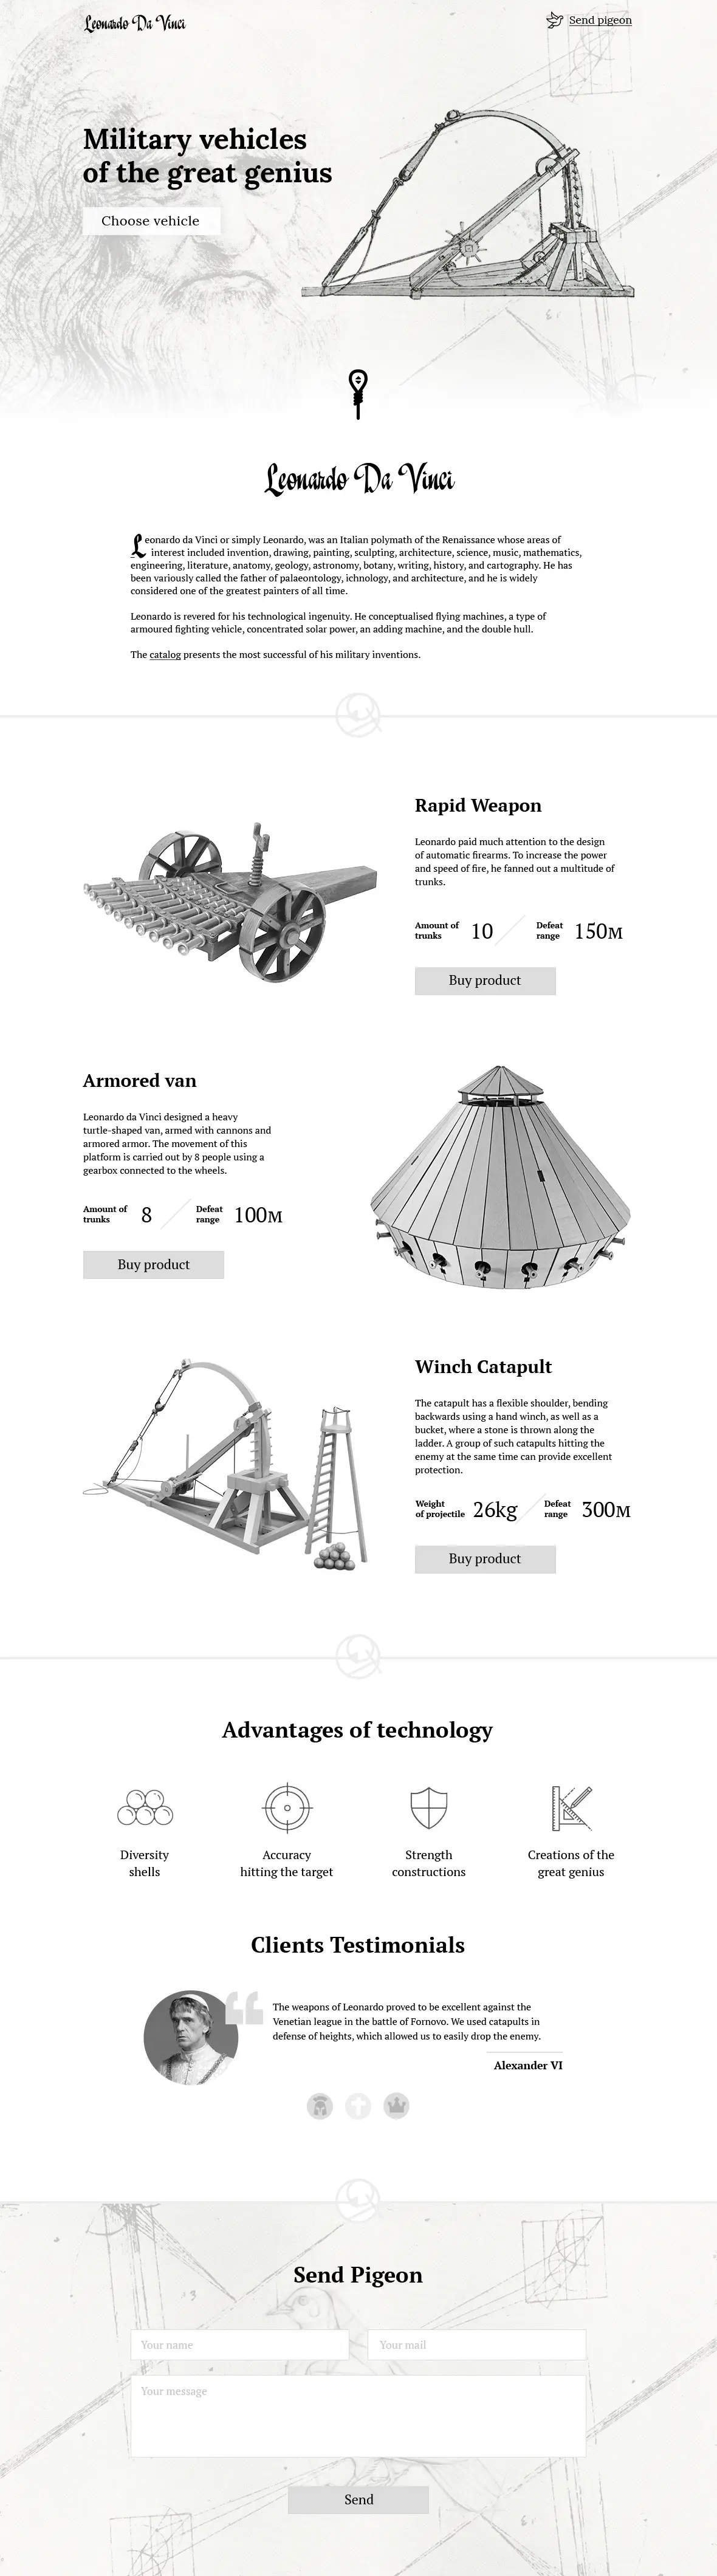 Leonardo Da Vinci
Send pigeon
Military vehicles
of the great genius
Choose vehicle
Leonardo Da Vinci
Leonardo da Vinci or simply Leonardo, was an Italian polymath of the Renaissance whose areas of
interest included invention, drawing, painting, sculpting, architecture, science, music, mathematics,
engineering, literature, anatomy, geology, astronomy, botany, writing, history, and cartography. He has
been variously called the father of palaeontology, ichnology, and architecture, and he is widely
considered one of the greatest painters of all time.
Leonardo is revered for his technological ingenuity. He conceptualised flying machines, a type of
armoured fighting vehicle, concentrated solar power, an adding machine, and the double hull.
The catalog presents the most successful of his military inventions.
Rapid Weapon
Leonardo paid much attention to the design
of automatic firearms. To increase the power
and speed of fire, he fanned out a multitude of
trunks.
Amount of
trunks
10
Defeat
range
150м
Buy product
Armored van
Leonardo da Vinci designed a heavy
turtle-shaped van, armed with cannons and
armored armor. The movement of this
platform is carried out by 8 people using a
gearbox connected to the wheels.
Amount of
trunks
8
Defeat
range
100м
Buy product
Winch Catapult
The catapult has a flexible shoulder, bending
backwards using a hand winch, as well as a
bucket, where a stone is thrown along the
ladder. A group of such catapults hitting the
enemy at the same time can provide excellent
protection.
Weight
of projectile
26kg
Defeat
range
300м
Buy product
Advantages of technology
Diversity
shells
Accuracy
hitting the target
Strength
constructions
Creations of the
great genius
Clients Testimonials
The weapons of Leonardo proved to be excellent against the
Venetian league in the battle of Fornovo. We used catapults in
defense of heights, which allowed us to easily drop the enemy.
Alexander VI
Send Pigeon
Your name
Your mail
Your message
Send